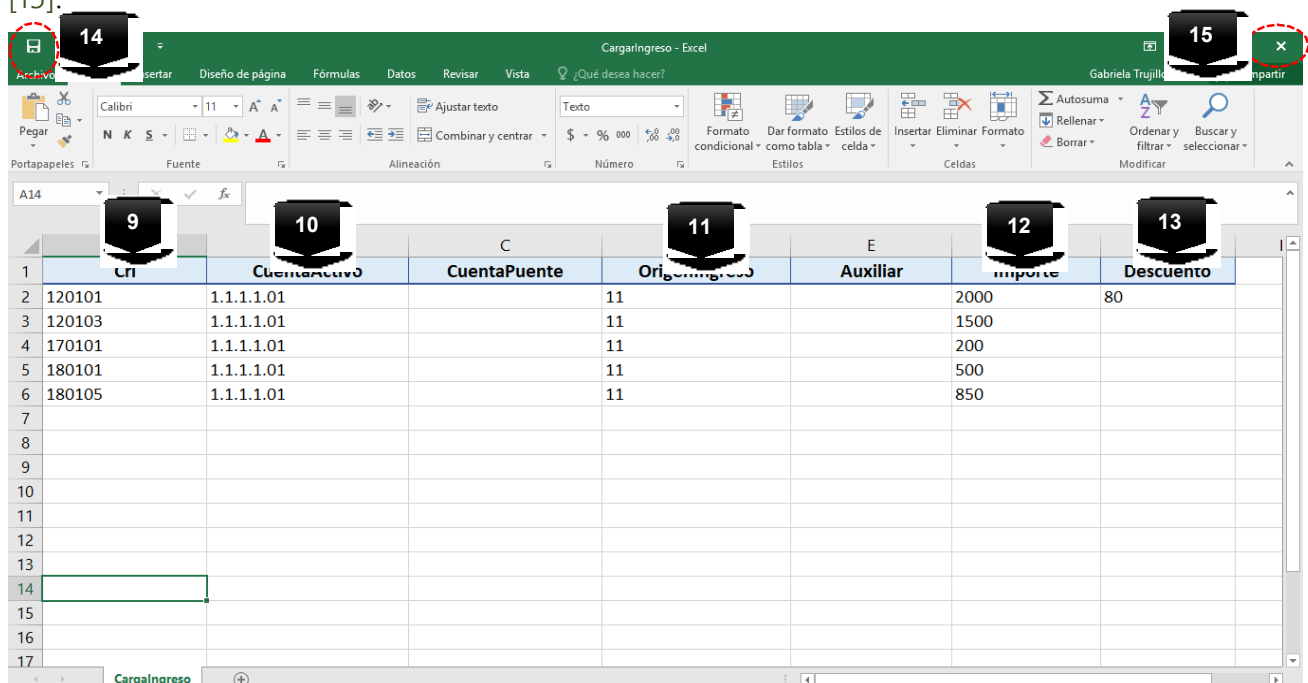 [15].
14
15
CargarIngreso - Excel
Archivo Insertar Diseño de página Fórmulas Datos Revisar Vista ¿Qué desea hacer? Gabriela Trujillo
Calibri 11 Ajustar texto Texto Autosuma
Pegar N K S Combinar y centrar $ % 000 Formato condicional Dar formato como tabla Estilos de celda Insertar Eliminar Formato Rellenar Borrar Ordenar y filtrar Buscar y seleccionar
Portapapeles Fuente Alineación Número Estilos Celdas Modificar
A14 fx
9 10 11 12 13
C E
1 Cri CuentaActivo CuentaPuente OrigenIngreso Auxiliar Importe Descuento
2 120101 1.1.1.1.01 11 2000 80
3 120103 1.1.1.1.01 11 1500
4 170101 1.1.1.1.01 11 200
5 180101 1.1.1.1.01 11 500
6 180105 1.1.1.1.01 11 850
7
8
9
10
11
12
13
14
15
16
17
CargaIngreso